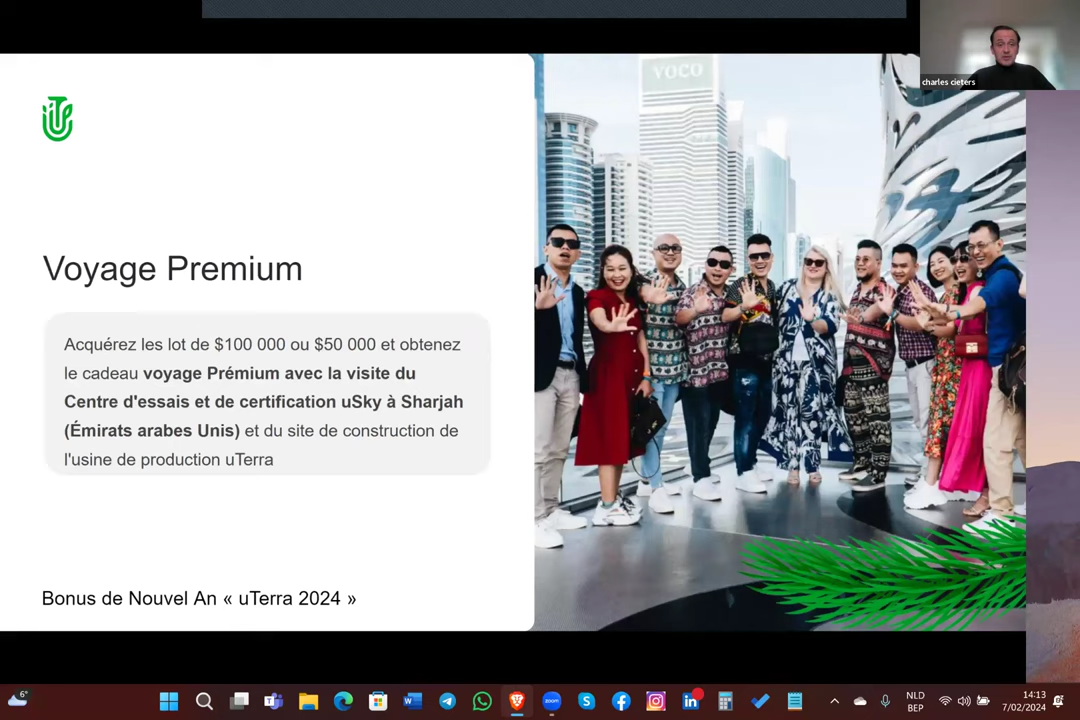 charles cieters
VOCO
Voyage Premium
Acquérez les lot de $100 000 ou $50 000 et obtenez
le cadeau voyage Prémium avec la visite du
Centre d'essais et de certification uSky à Sharjah
(Émirats arabes Unis) et du site de construction de
l'usine de production uTerra
Bonus de Nouvel An « uTerra 2024 »
6°
zoom
NLD
BEP
14:13
7/02/2024